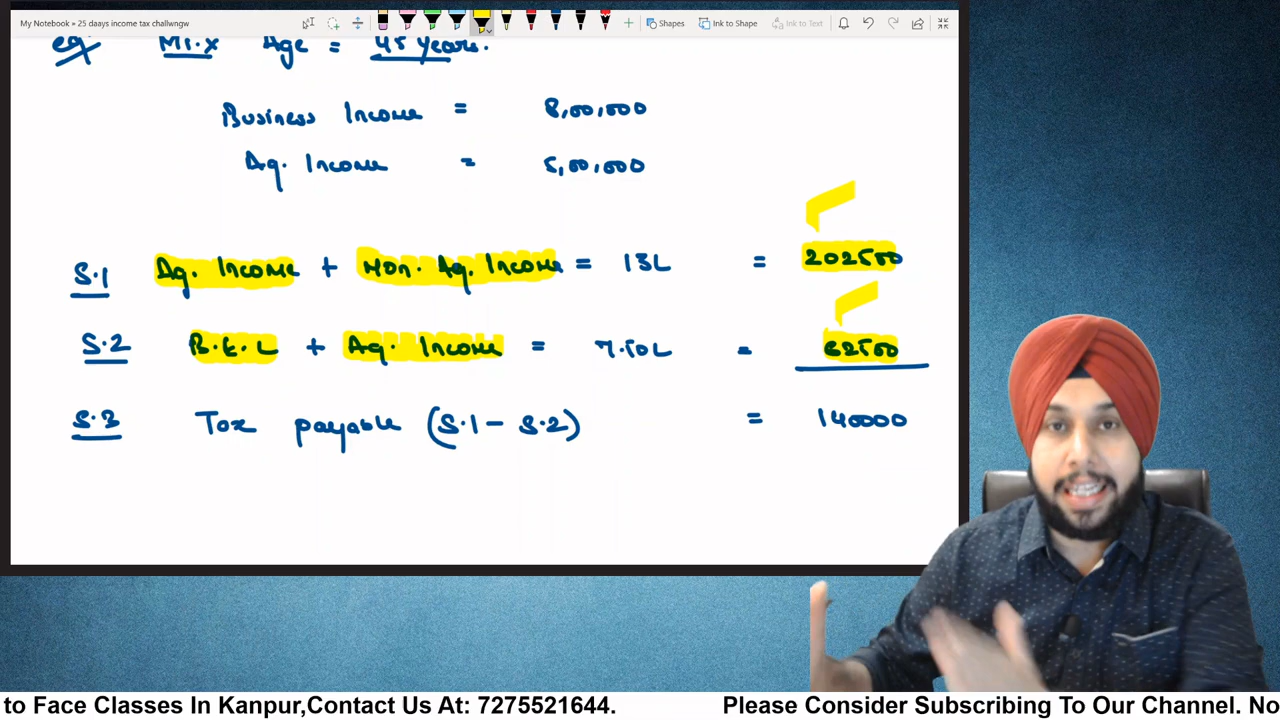 My Notebook = 25 daays income tax challwngw
Shapes
Ink to Shape
Ink to Text
eg Mr.X Age = 45 years.
Business Income = 8,00,000
Ag. Income = 5,00,000
S.1 Ag. Income + Non. Ag. Income = 13L = 202500
S.2 B.E.L + Ag. Income = 7.50L = 62500
S.3 Tax payable (S.1 - S.2) = 140000
to Face Classes In Kanpur,Contact Us At: 7275521644. Please Consider Subscribing To Our Channel. No